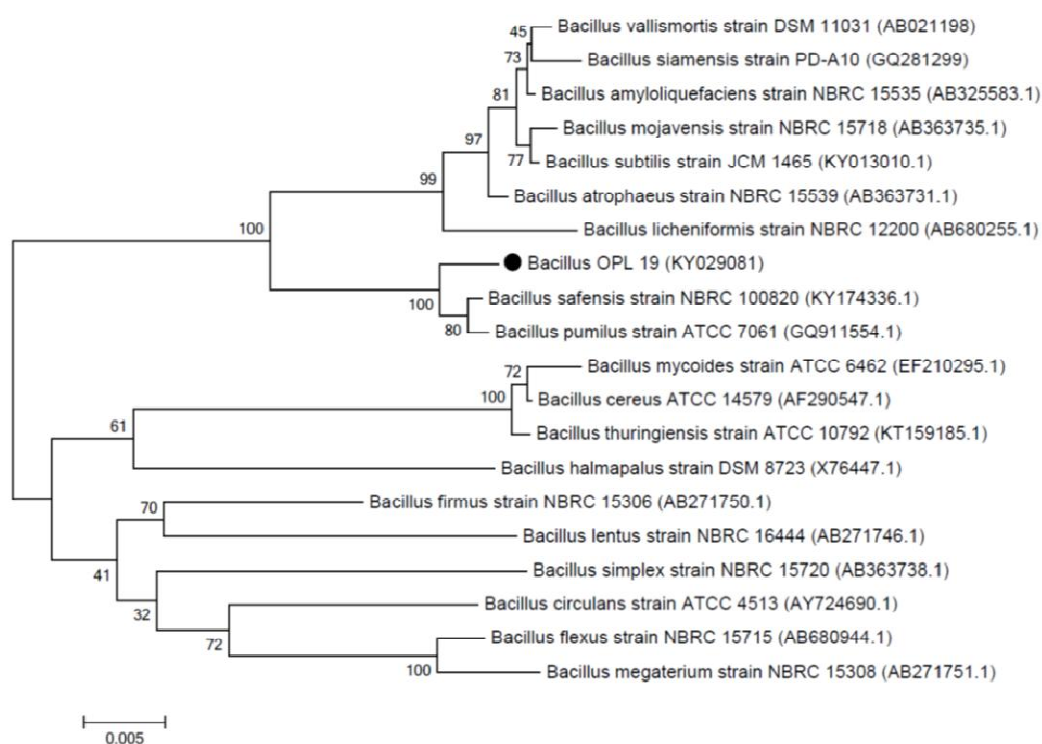 45
Bacillus vallismortis strain DSM 11031 (AB021198)
73
Bacillus siamensis strain PD-A10 (GQ281299)
81
Bacillus amyloliquefaciens strain NBRC 15535 (AB325583.1)
Bacillus mojavensis strain NBRC 15718 (AB363735.1)
97
77
Bacillus subtilis strain JCM 1465 (KY013010.1)
99
Bacillus atrophaeus strain NBRC 15539 (AB363731.1)
100
Bacillus licheniformis strain NBRC 12200 (AB680255.1)
Bacillus OPL 19 (KY029081)
100
Bacillus safensis strain NBRC 100820 (KY174336.1)
80
Bacillus pumilus strain ATCC 7061 (GQ911554.1)
72
Bacillus mycoides strain ATCC 6462 (EF210295.1)
100
Bacillus cereus ATCC 14579 (AF290547.1)
61
Bacillus thuringiensis strain ATCC 10792 (KT159185.1)
Bacillus halmapalus strain DSM 8723 (X76447.1)
70
Bacillus firmus strain NBRC 15306 (AB271750.1)
Bacillus lentus strain NBRC 16444 (AB271746.1)
41
Bacillus simplex strain NBRC 15720 (AB363738.1)
32
Bacillus circulans strain ATCC 4513 (AY724690.1)
72
Bacillus flexus strain NBRC 15715 (AB680944.1)
100
Bacillus megaterium strain NBRC 15308 (AB271751.1)
0.005